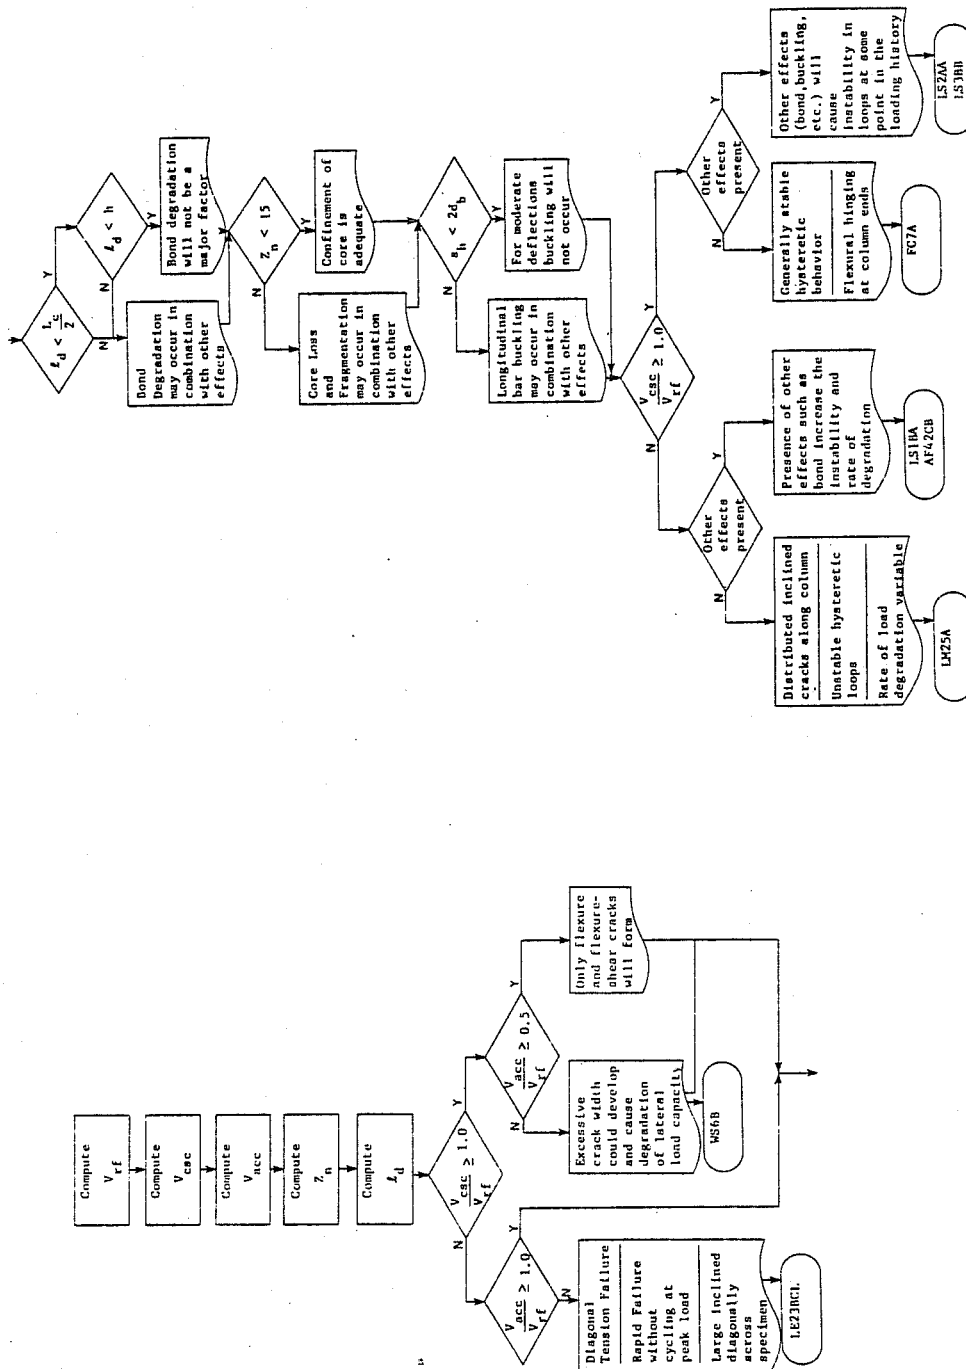 Compute
V_rf
Compute
V_csc
Compute
V_acc
Compute
Z_n
Compute
ℓ_d
V_csc / V_rf ≥ 1.0
N
Y
V_acc / V_rf ≥ 1.0
N
Y
Diagonal
Tension Failure
Rapid Failure
without
cycling at
peak load
Large inclined
diagonally
across
specimen
V_acc / V_rf ≥ 0.5
N
Y
Excessive
crack width
could develop
and cause
degradation
of lateral
load capacity
WS6B
Only flexure
and flexure-
shear cracks
will form
ℓ_d < L_c / 2
N
Y
ℓ_d < h
N
Y
Bond
Degradation
may occur in
combination
with other
effects
Bond degradation
will not be a
major factor
Z_n < 15
N
Y
Core Loss
and
Fragmentation
may occur in
combination
with other
effects
Confinement of
core is
adequate
s_h < 2d_b
N
Y
Longitudinal
bar buckling
may occur in
combination
with other
effects
For moderate
deflections
buckling will
not occur
V_csc / V_rf ≥ 1.0
N
Y
Other
effects
present
N
Y
Distributed inclined
cracks along column
Unstable hysteretic
loops
Rate of load
degradation variable
LM25A
Presence of other
effects such as
bond increase the
instability and
rate of
degradation
LS1BA
AF42CB
Other
effects
present
N
Y
Generally stable
hysteretic
behavior
Flexural hinging
at column ends
FC7A
Other effects
(bond,buckling,
etc.) will
cause
instability in
loops at some
point in the
loading history
LS2AA
LS3BB